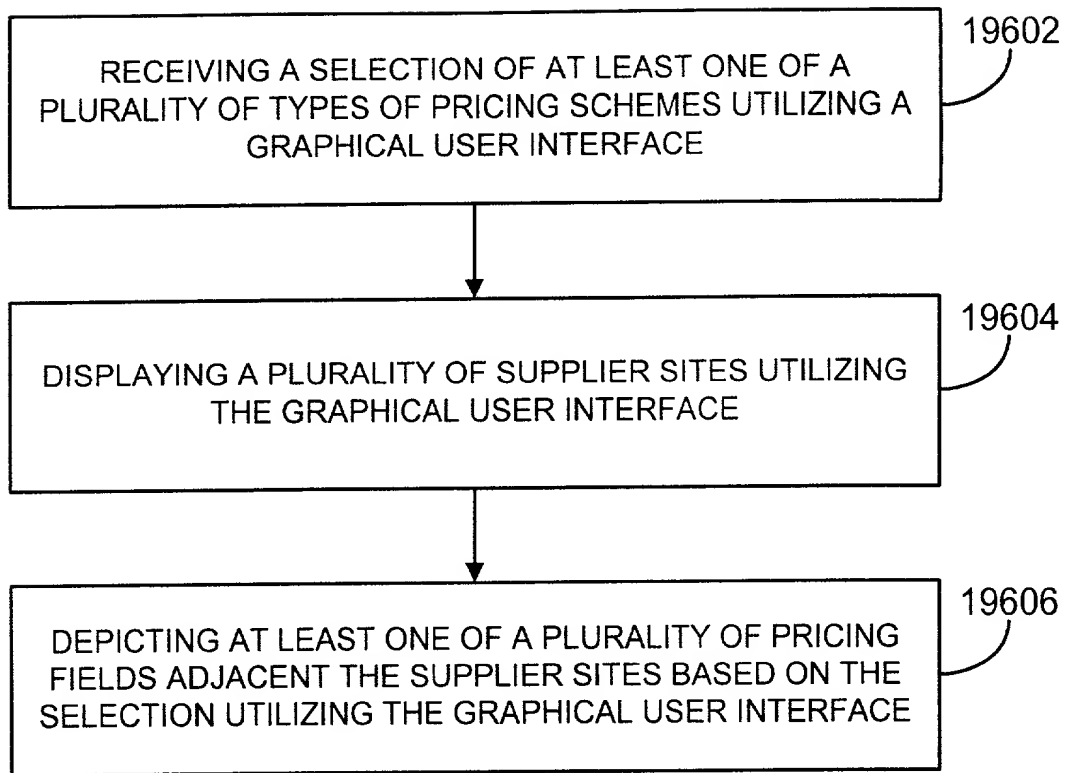 19602
RECEIVING A SELECTION OF AT LEAST ONE OF A
PLURALITY OF TYPES OF PRICING SCHEMES UTILIZING A
GRAPHICAL USER INTERFACE
19604
DISPLAYING A PLURALITY OF SUPPLIER SITES UTILIZING
THE GRAPHICAL USER INTERFACE
19606
DEPICTING AT LEAST ONE OF A PLURALITY OF PRICING
FIELDS ADJACENT THE SUPPLIER SITES BASED ON THE
SELECTION UTILIZING THE GRAPHICAL USER INTERFACE